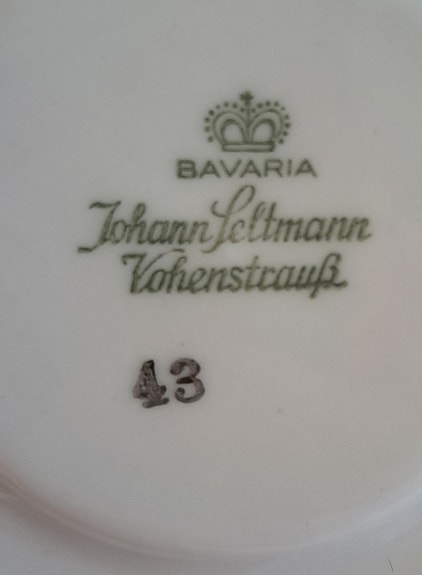 BAVARIA
Johann Seltmann
Vohenstrauß
43